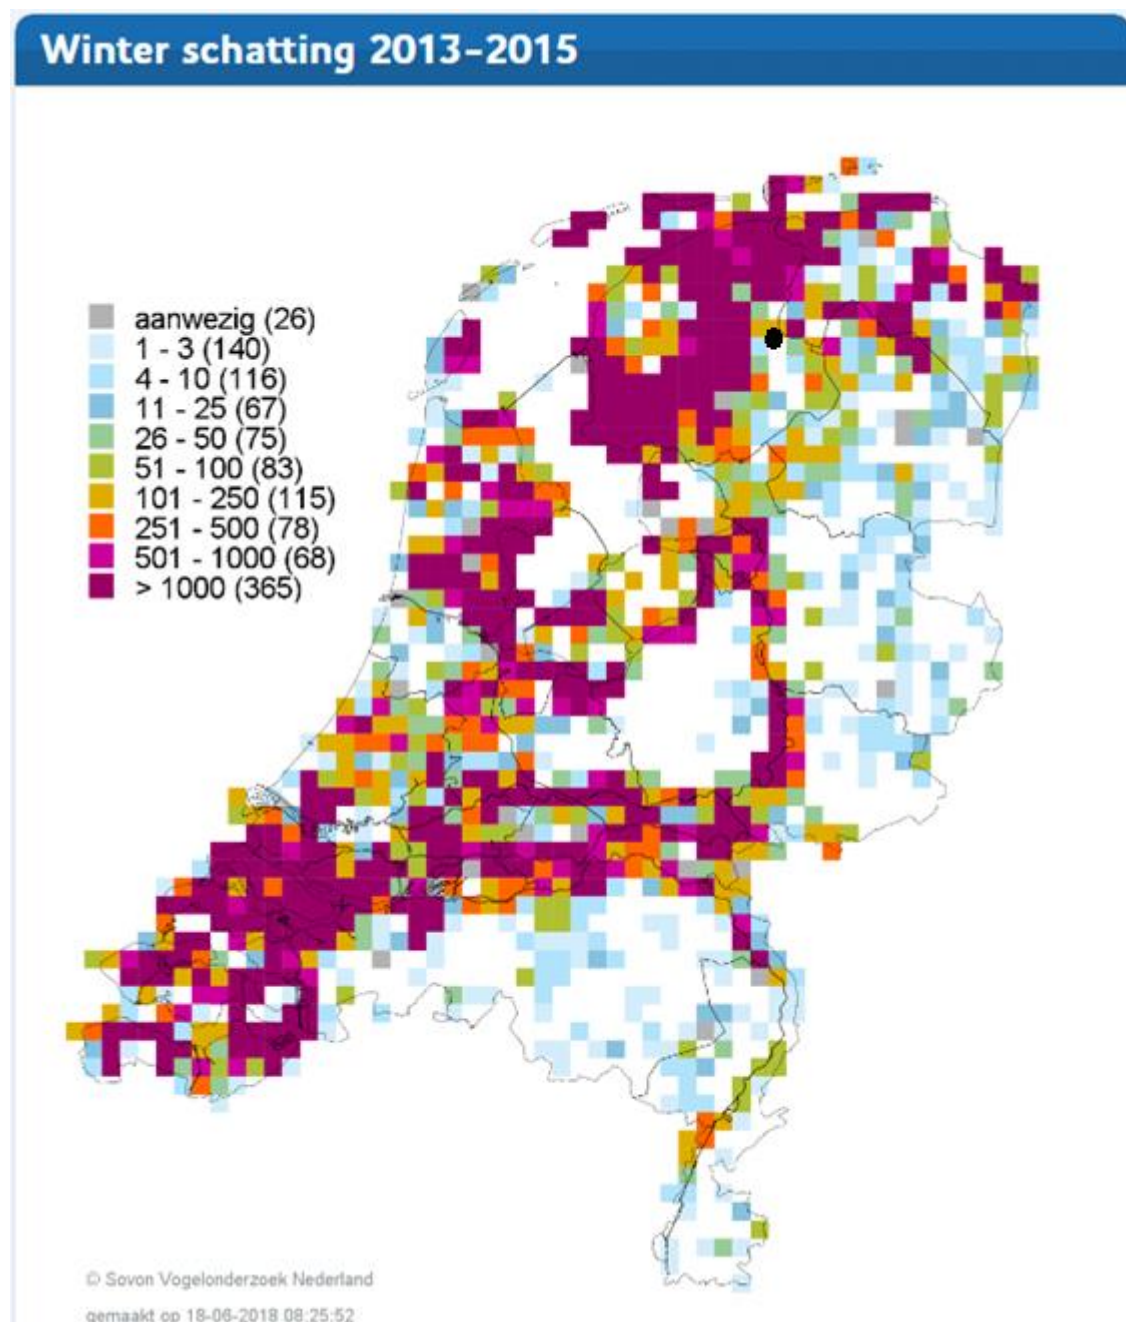 Winter schatting 2013-2015
aanwezig (26)
1 - 3 (140)
4 - 10 (116)
11 - 25 (67)
26 - 50 (75)
51 - 100 (83)
101 - 250 (115)
251 - 500 (78)
501 - 1000 (68)
> 1000 (365)
© Sovon Vogelonderzoek Nederland
gemaakt op 18-06-2018 08:25:52